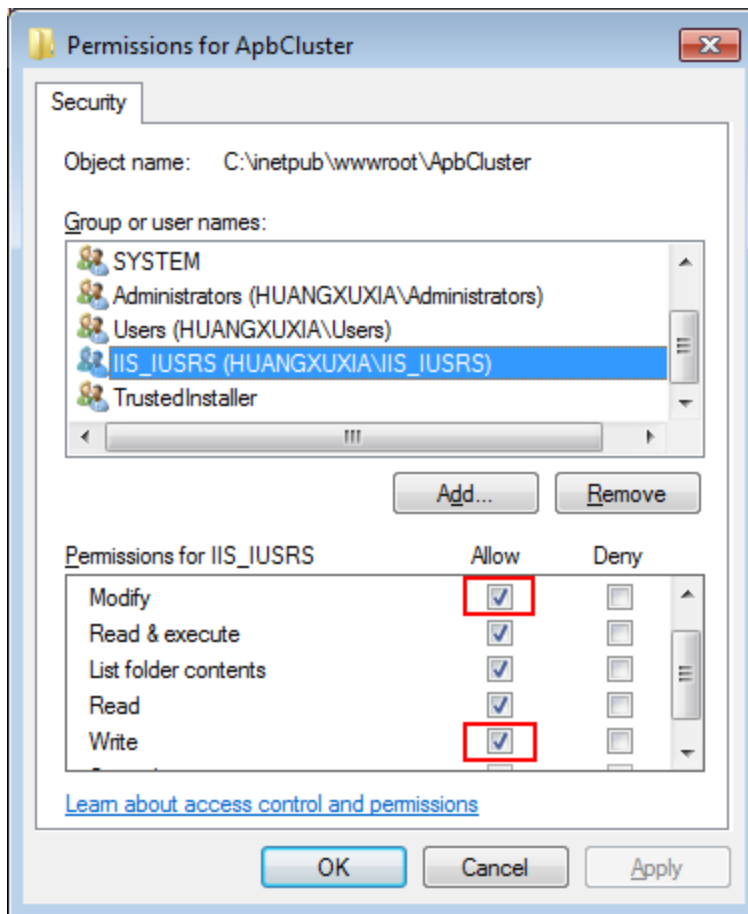 Permissions for ApbCluster
Security
Object name: C:\inetpub\wwwroot\ApbCluster
Group or user names:
SYSTEM
Administrators (HUANGXUXIA\Administrators)
Users (HUANGXUXIA\Users)
IIS_IUSRS (HUANGXUXIA\IIS_IUSRS)
TrustedInstaller
Add... Remove
Permissions for IIS_IUSRS Allow Deny
Modify
Read & execute
List folder contents
Read
Write
Learn about access control and permissions
OK Cancel Apply